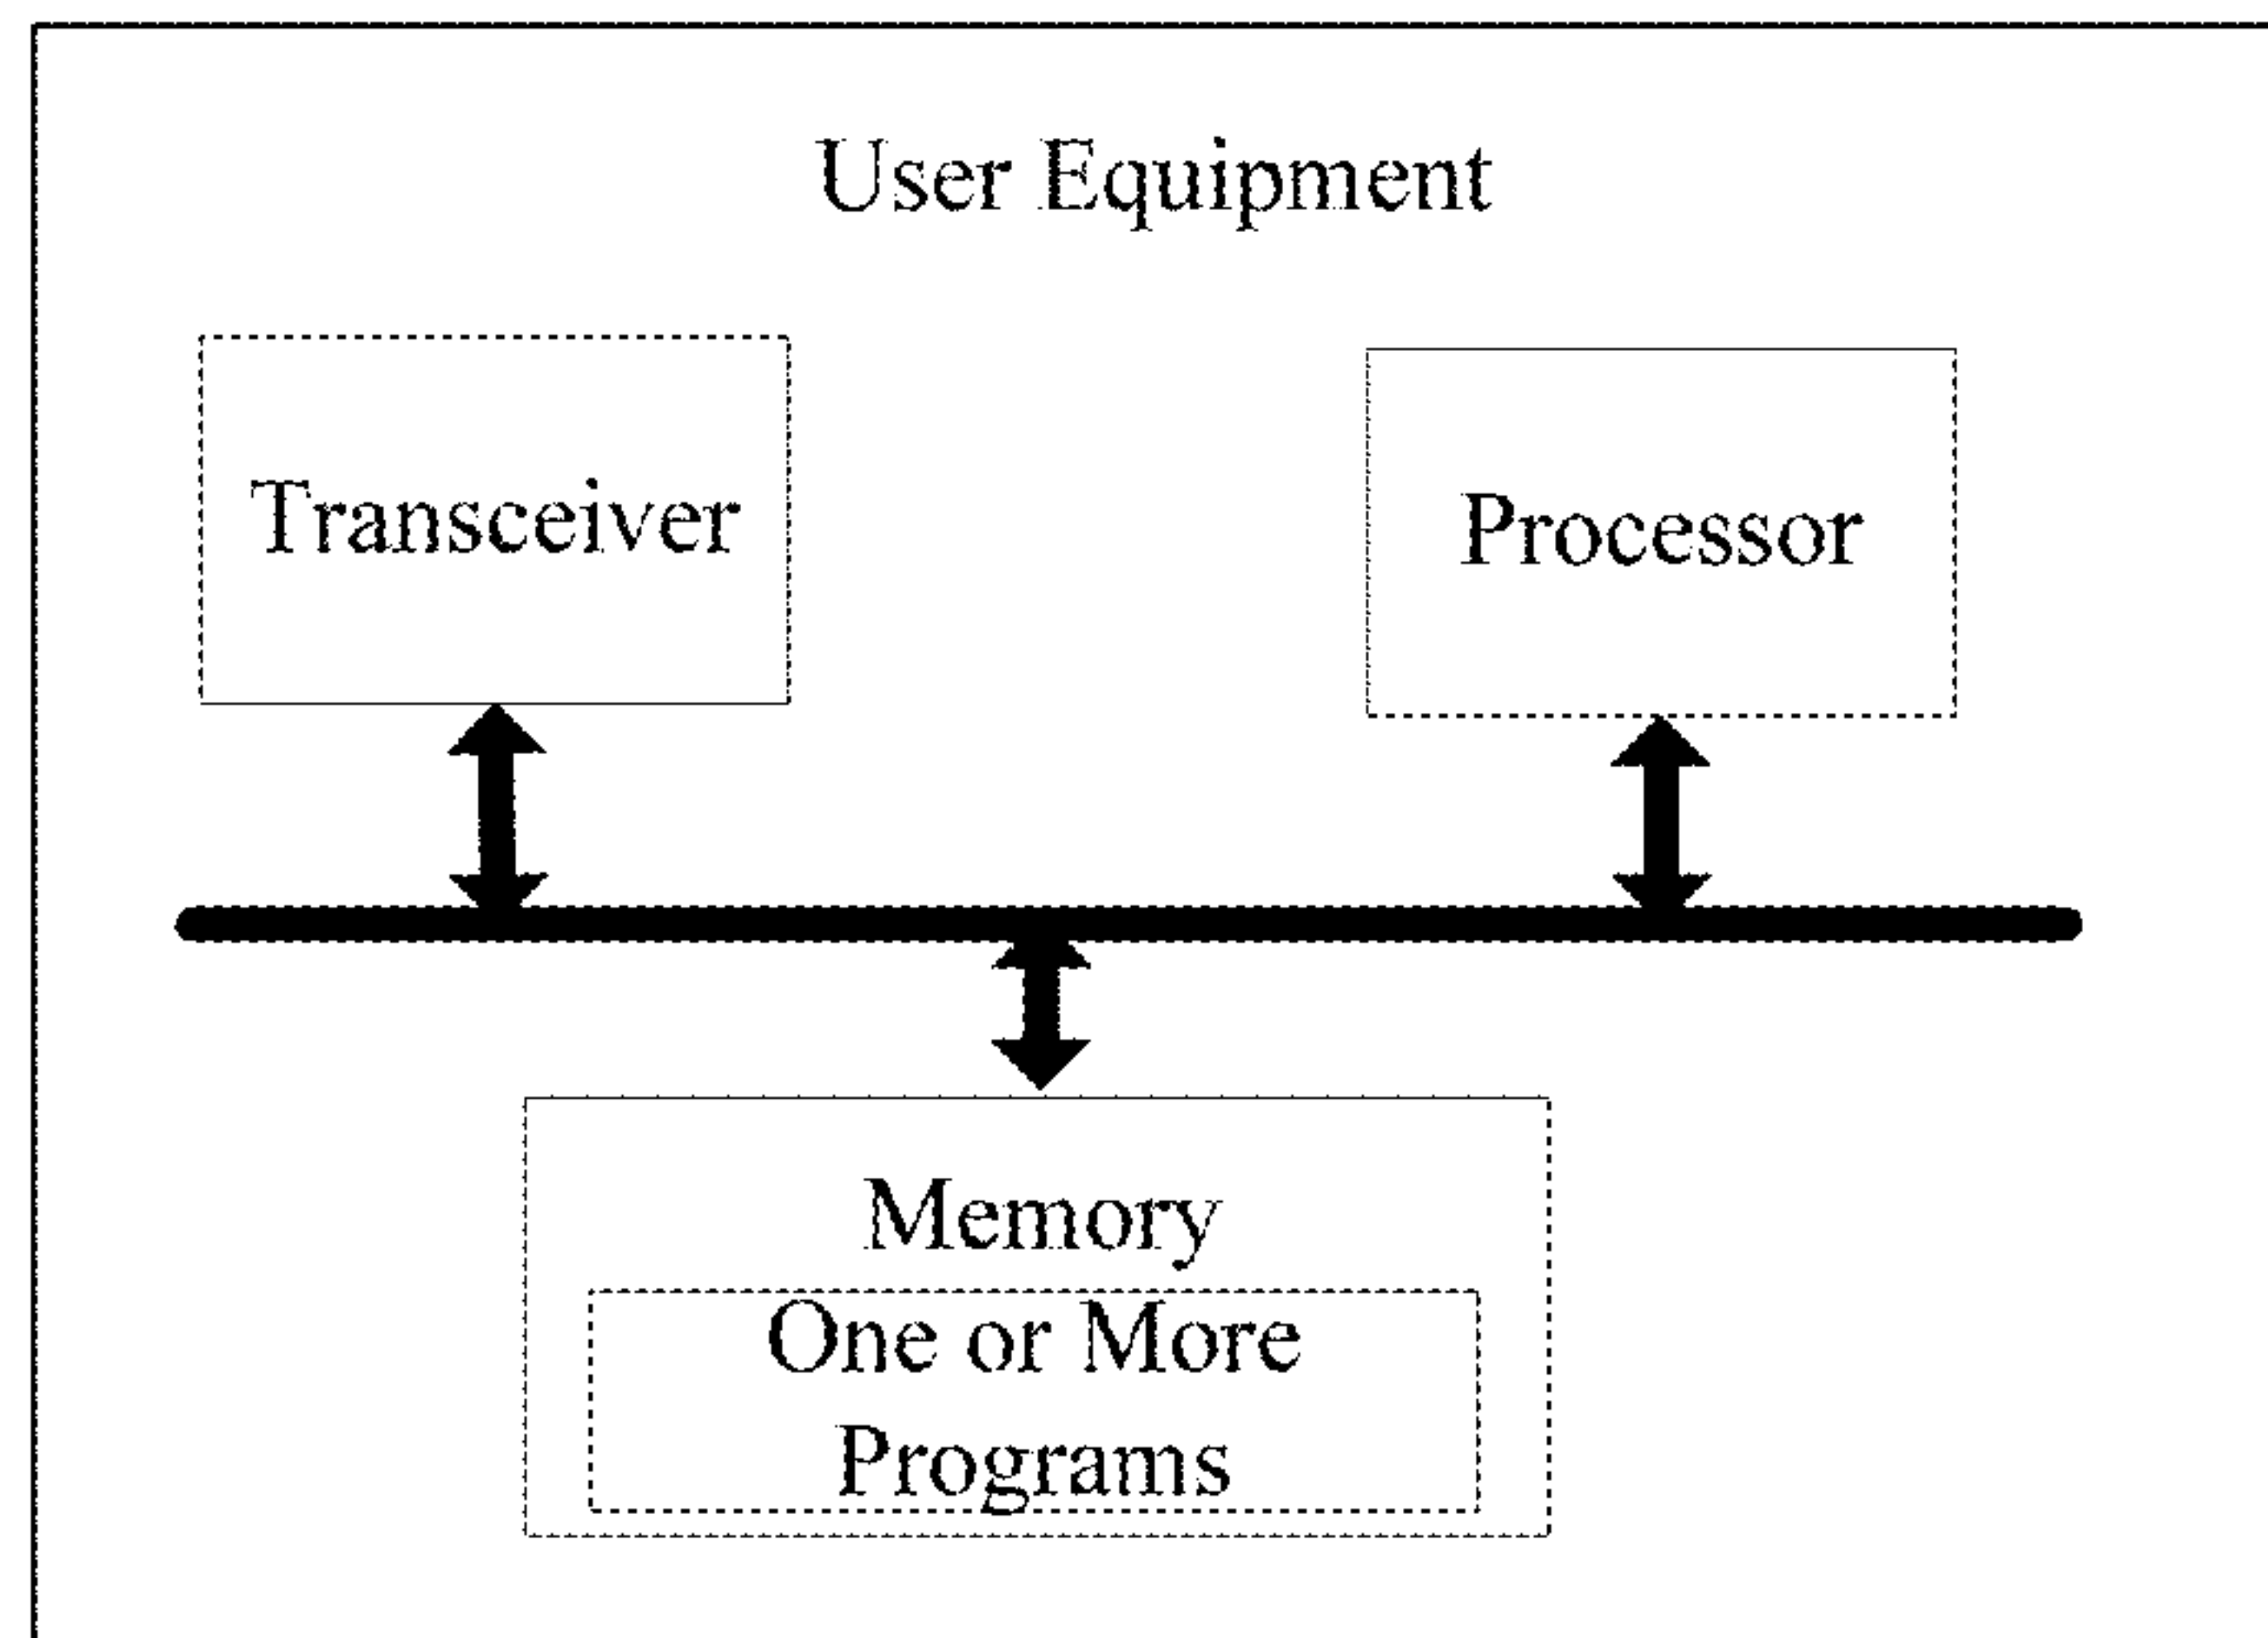 User Equipment
Transceiver
Processor
Memory
One or More
Programs